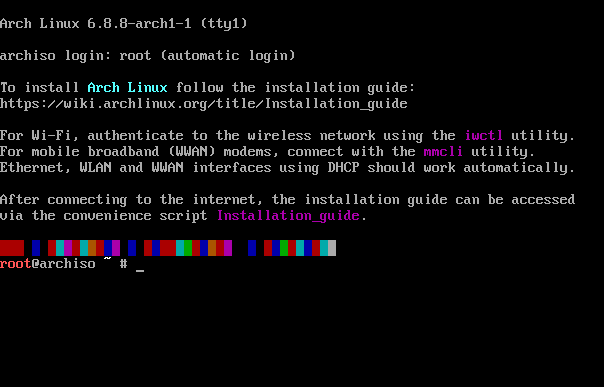 Arch Linux 6.8.8-arch1-1 (tty1)
archiso login: root (automatic login)
To install Arch Linux follow the installation guide:
https://wiki.archlinux.org/title/Installation_guide
For Wi-Fi, authenticate to the wireless network using the iwctl utility.
For mobile broadband (WWAN) modems, connect with the mmcli utility.
Ethernet, WLAN and WWAN interfaces using DHCP should work automatically.
After connecting to the internet, the installation guide can be accessed
via the convenience script Installation_guide.
root@archiso ~ # _